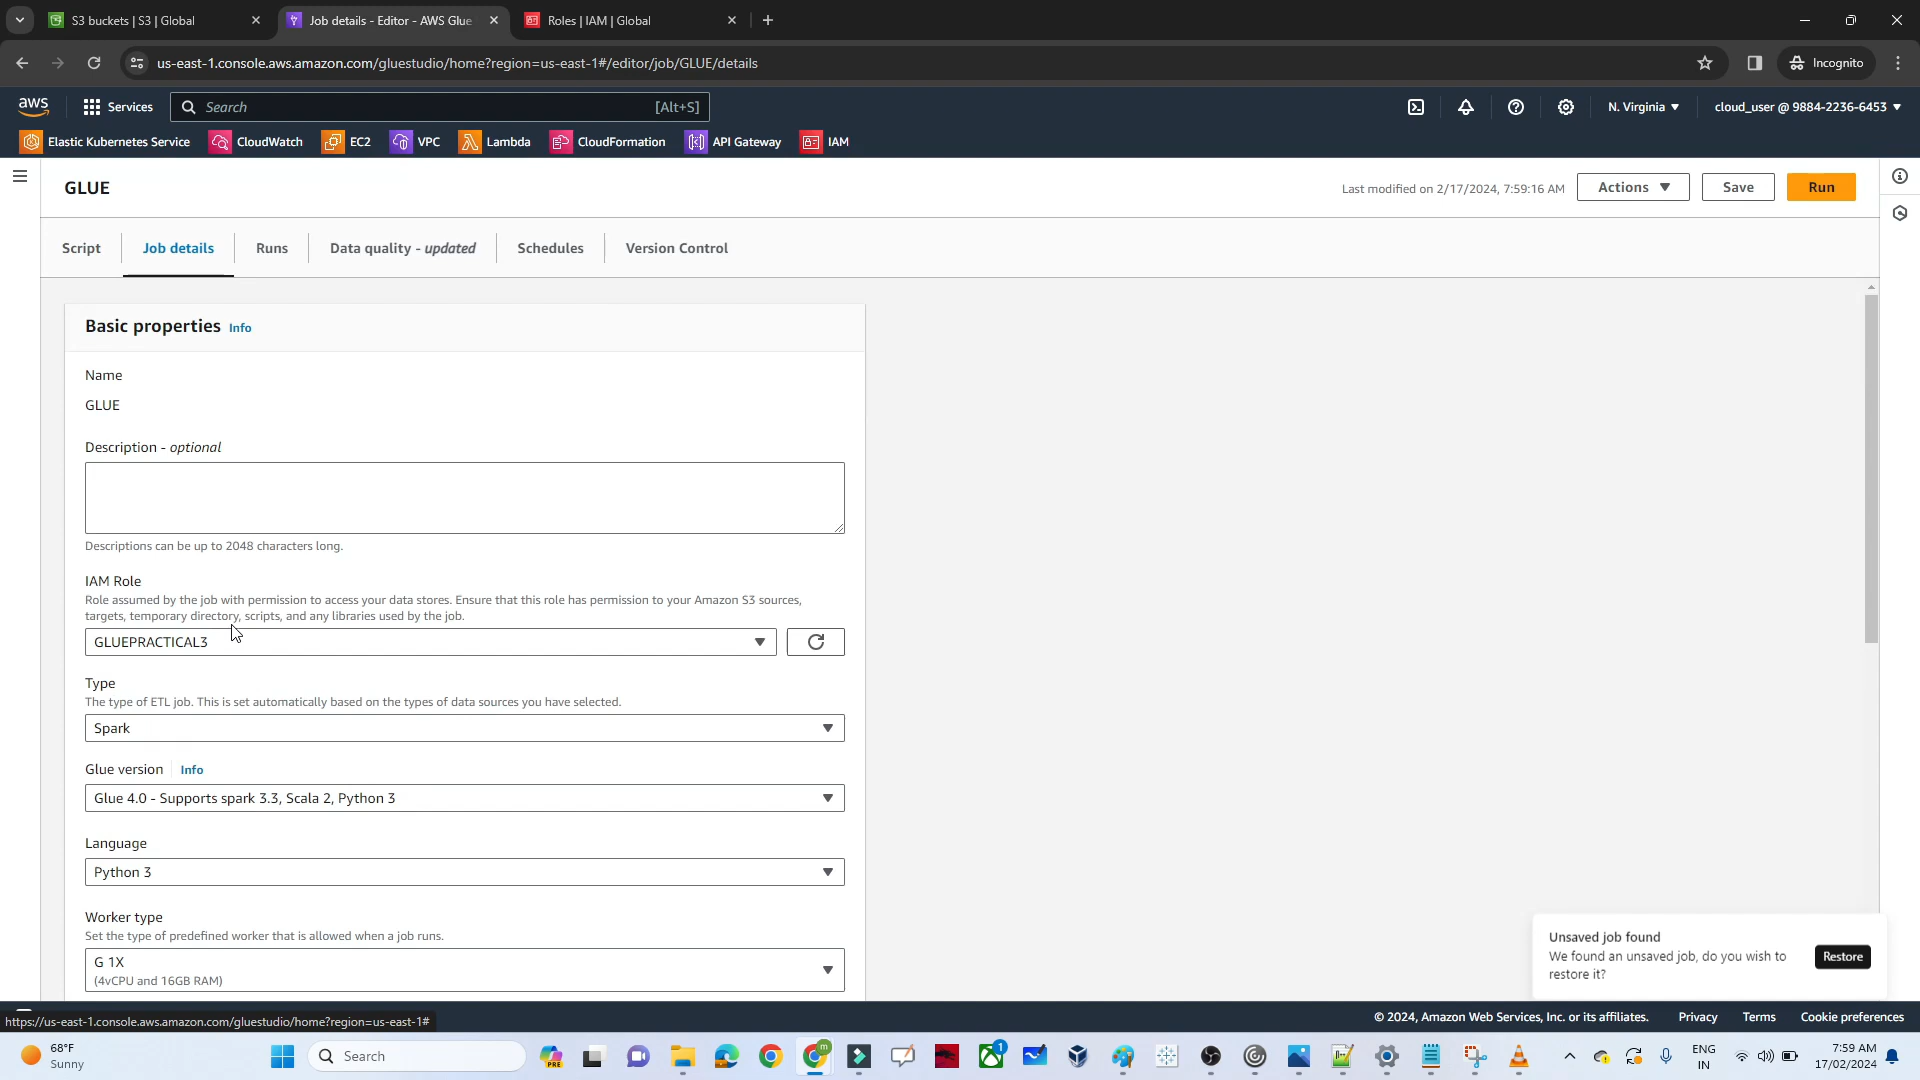 S3 buckets | S3 | Global
Job details - Editor - AWS Glue
Roles | IAM | Global
us-east-1.console.aws.amazon.com/gluestudio/home?region=us-east-1#/editor/job/GLUE/details
Incognito
aws
Services
Search
[Alt+S]
N. Virginia
cloud_user @ 9884-2236-6453
Elastic Kubernetes Service
CloudWatch
EC2
VPC
Lambda
CloudFormation
API Gateway
IAM
GLUE
Last modified on 2/17/2024, 7:59:16 AM
Actions
Save
Run
Script
Job details
Runs
Data quality - updated
Schedules
Version Control
Basic properties Info
Name
GLUE
Description - optional
Descriptions can be up to 2048 characters long.
IAM Role
Role assumed by the job with permission to access your data stores. Ensure that this role has permission to your Amazon S3 sources,
targets, temporary directory, scripts, and any libraries used by the job.
GLUEPRACTICAL3
Type
The type of ETL job. This is set automatically based on the types of data sources you have selected.
Spark
Glue version Info
Glue 4.0 - Supports spark 3.3, Scala 2, Python 3
Language
Python 3
Worker type
Set the type of predefined worker that is allowed when a job runs.
G 1X
(4vCPU and 16GB RAM)
Unsaved job found
We found an unsaved job, do you wish to
restore it?
Restore
https://us-east-1.console.aws.amazon.com/gluestudio/home?region=us-east-1#
© 2024, Amazon Web Services, Inc. or its affiliates.
Privacy
Terms
Cookie preferences
68°F
Sunny
Search
PRE
m
1
ENG
IN
7:59 AM
17/02/2024